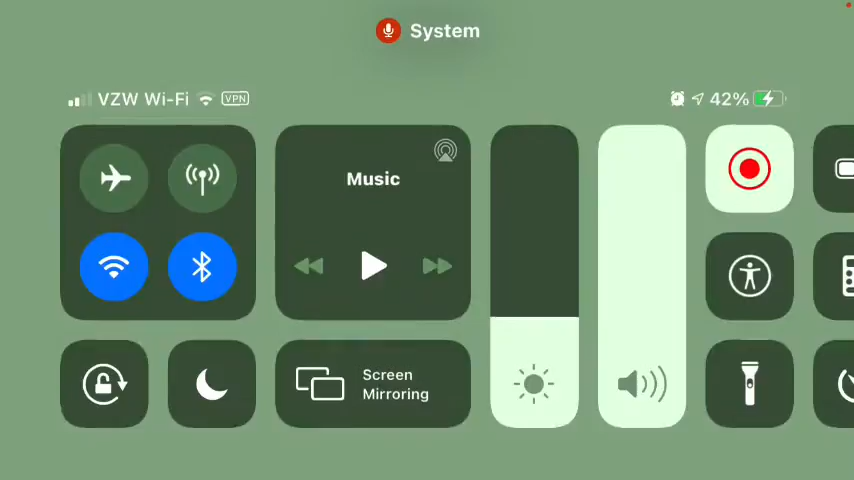 System
VZW Wi-Fi VPN
42%
Music
Screen
Mirroring